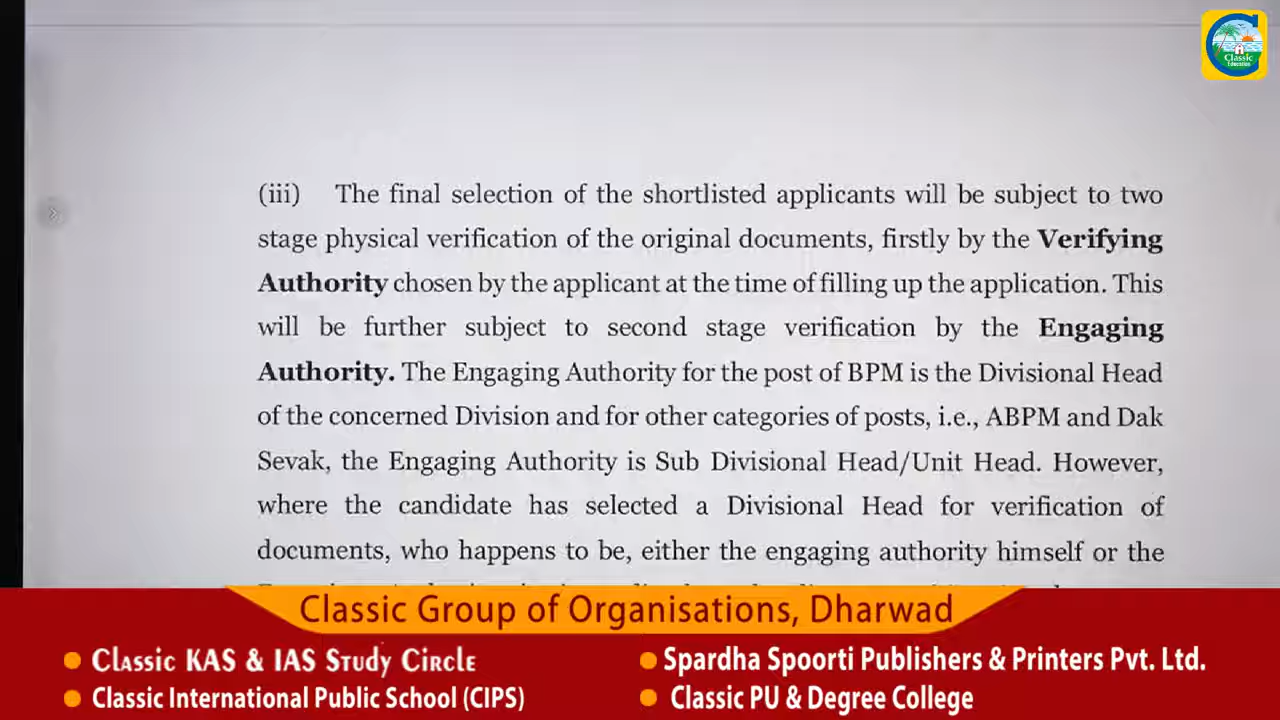 Classic
Education
(iii) The final selection of the shortlisted applicants will be subject to two
stage physical verification of the original documents, firstly by the Verifying
Authority chosen by the applicant at the time of filling up the application. This
will be further subject to second stage verification by the Engaging
Authority. The Engaging Authority for the post of BPM is the Divisional Head
of the concerned Division and for other categories of posts, i.e., ABPM and Dak
Sevak, the Engaging Authority is Sub Divisional Head/Unit Head. However,
where the candidate has selected a Divisional Head for verification of
documents, who happens to be, either the engaging authority himself or the
Classic Group of Organisations, Dharwad
Classic KAS & IAS Study Circle
Spardha Spoorti Publishers & Printers Pvt. Ltd.
Classic International Public School (CIPS)
Classic PU & Degree College